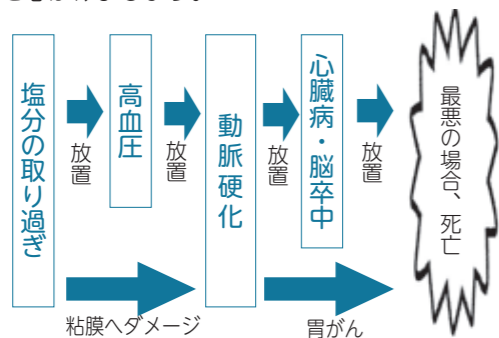 塩分の取り過ぎ
放置
高血圧
放置
動脈硬化
放置
心臓病・脳卒中
放置
最悪の場合、死亡
粘膜へダメージ
胃がん